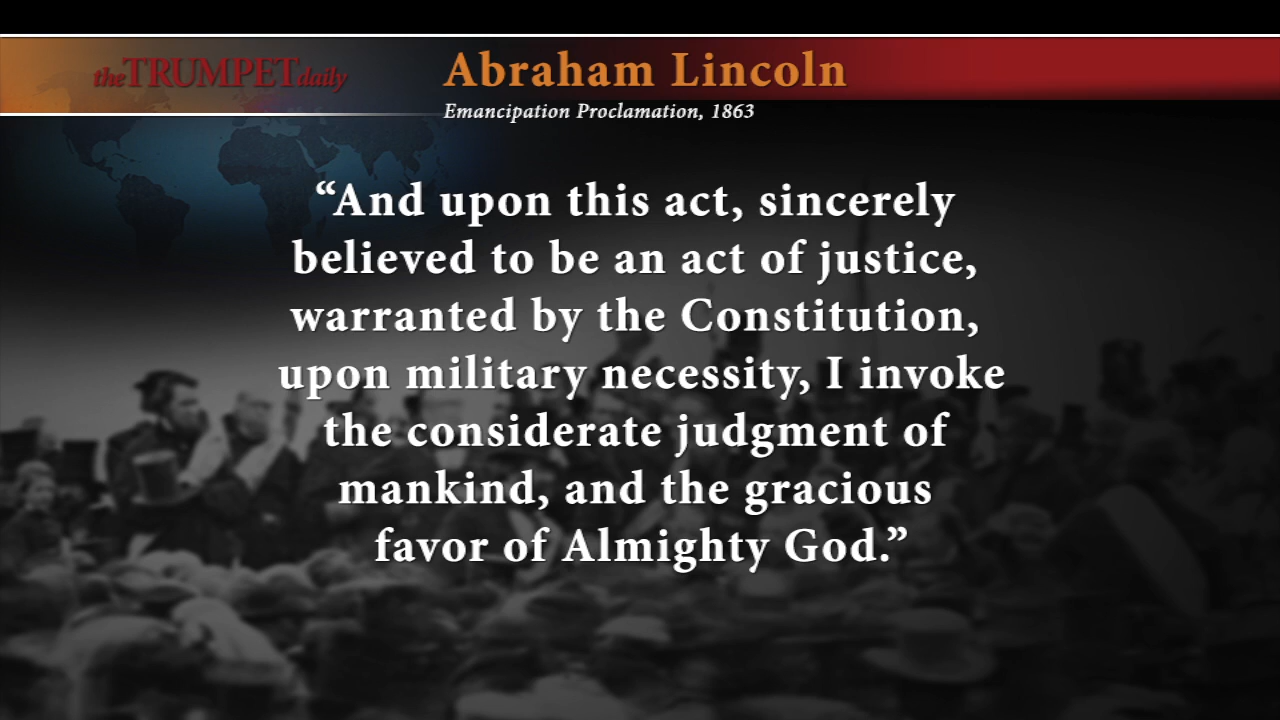 theTRUMPETdaily
Abraham Lincoln
Emancipation Proclamation, 1863
“And upon this act, sincerely
believed to be an act of justice,
warranted by the Constitution,
upon military necessity, I invoke
the considerate judgment of
mankind, and the gracious
favor of Almighty God.”